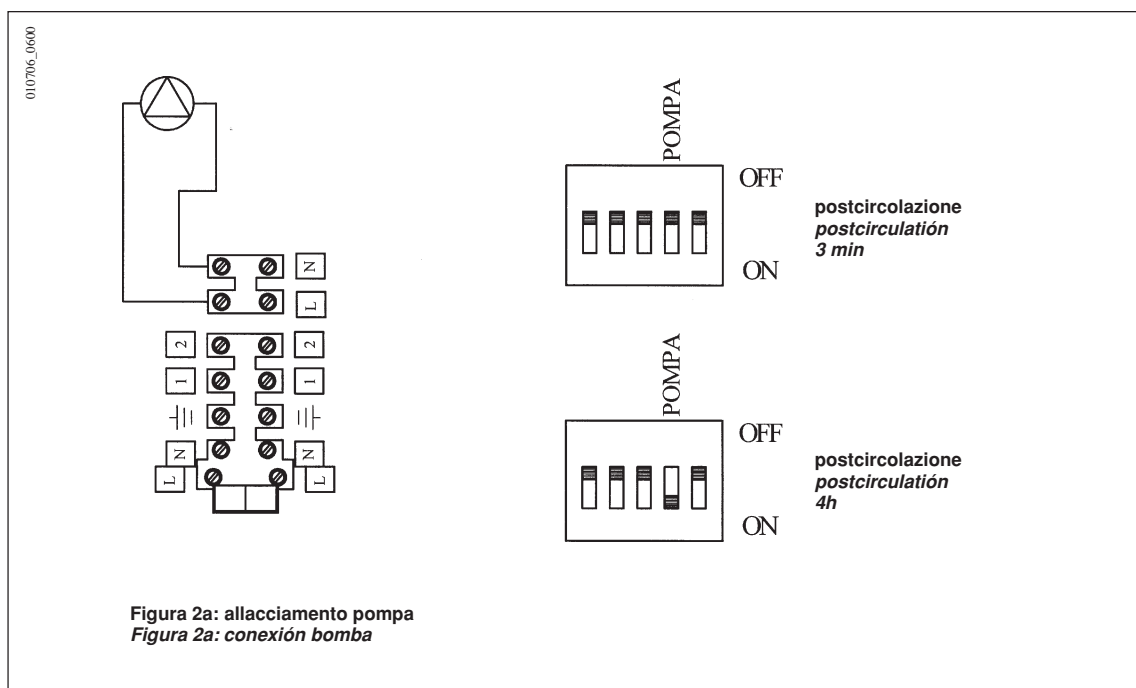 010706_0600
POMPA
OFF
ON
postcircolazione
postcirculatión
3 min
N
L
2 2
1 1
N N
L L
POMPA
OFF
ON
postcircolazione
postcirculatión
4h
Figura 2a: allacciamento pompa
Figura 2a: conexión bomba